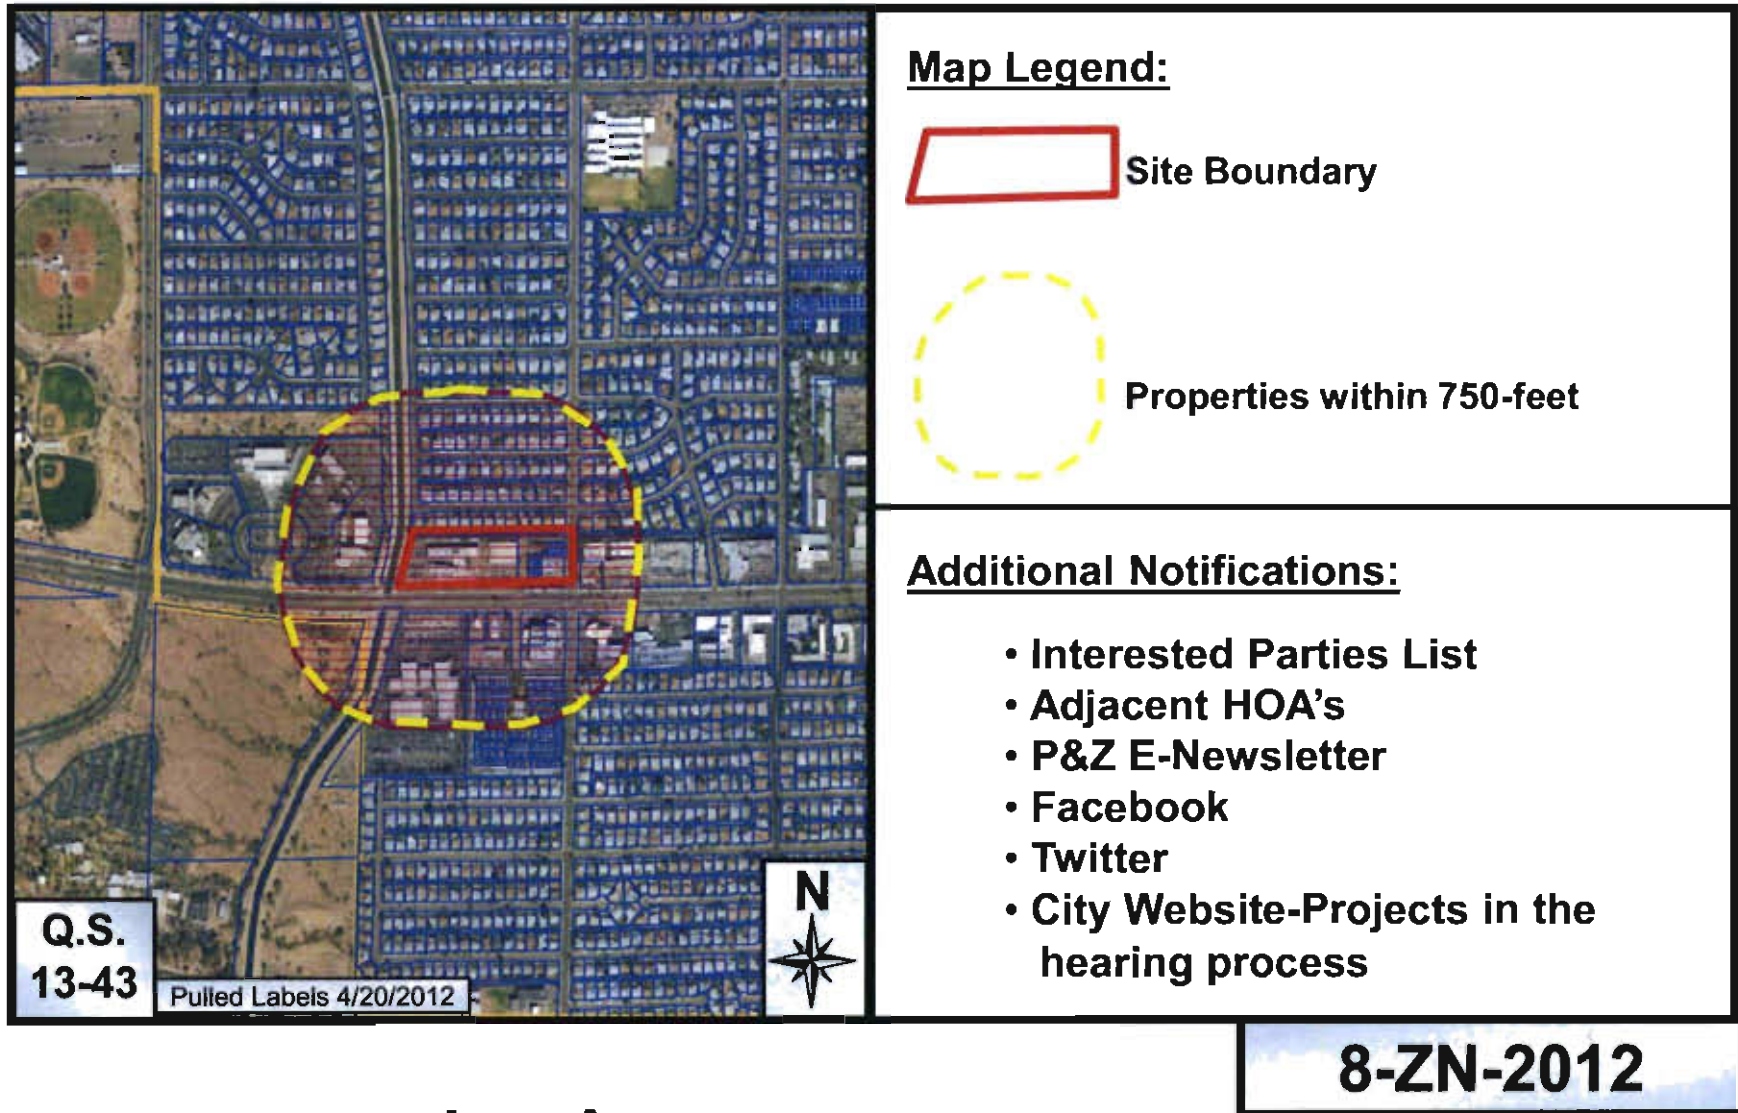 Map Legend:
Site Boundary
Properties within 750-feet
Additional Notifications:
• Interested Parties List
• Adjacent HOA's
• P&Z E-Newsletter
• Facebook
• Twitter
• City Website-Projects in the
hearing process
N
Q.S.
13-43
Pulled Labels 4/20/2012
8-ZN-2012